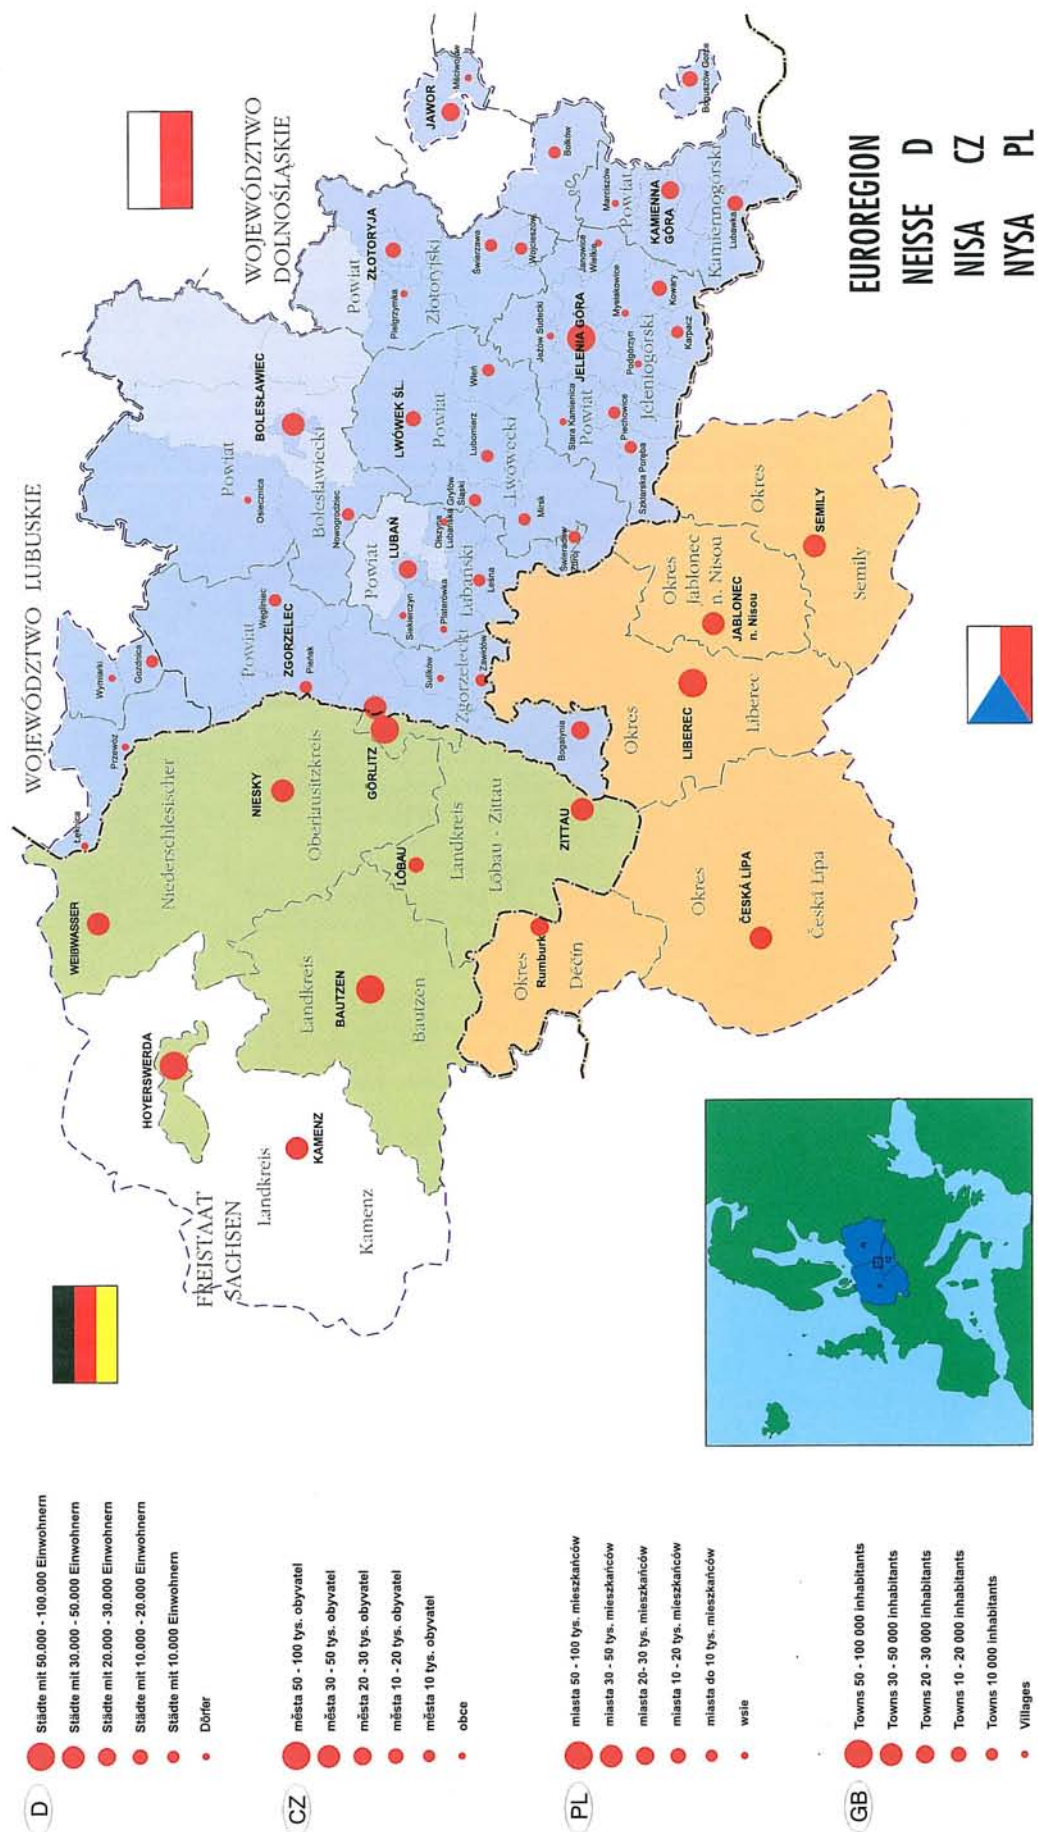 WOJEWÓDZTWO LUBUSKIE
WOJEWÓDZTWO
DOLNOŚLĄSKIE
FREISTAAT
SACHSEN
HOYERSWERDA
Landkreis
KAMENZ
Kamenz
WEIßWASSER
Niederschlesischer
NIESKY
Oberlausitzkreis
GÖRLITZ
Landkreis
BAUTZEN
Bautzen
LÖBAU
Landkreis
Löbau - Zittau
ZITTAU
Łęknica
Przewóz
Wymiarki
Gozdnica
Powiat
Węgliniec
ZGORZELEC
Pieńsk
Sulików
Zgorzelecki
Zawidów
Bogatynia
Powiat
BOLESŁAWIEC
Osiecznica
Bolesławiecki
Nowogrodziec
Powiat
LUBAŃ
Siekierczyn
Platerówka
Olszyna
Lubańska
Lubański
Leśna
Świeradów
Zdrój
LWÓWEK ŚL.
Powiat
Gryfów
Śląski
Lubomierz
Wleń
Lwówecki
Mirsk
Powiat
ZŁOTORYJA
Pielgrzymka
Złotoryjski
Świerzawa
Wojcieszów
JAWOR
Mściwojów
Bolków
Marciszów
Powiat
KAMIENNA
GÓRA
Kamiennogórski
Lubawka
Boguszów Gorce
Jeżów Sudecki
JELENIA GÓRA
Stara Kamienica
Powiat
Janowice
Wielkie
Mysłakowice
Podgórzyn
Piechowice
Jeleniogórski
Szklarska Poręba
Kowary
Karpacz
Okres
Rumburk
Děčín
Okres
ČESKÁ LÍPA
Česká Lípa
Okres
LIBEREC
Liberec
Okres
Jablonec
n. Nisou
JABLONEC
n. Nisou
Okres
SEMILY
Semily
EUROREGION
NEISSE D
NISA CZ
NYSA PL
D
Städte mit 50.000 - 100.000 Einwohnern
Städte mit 30.000 - 50.000 Einwohnern
Städte mit 20.000 - 30.000 Einwohnern
Städte mit 10.000 - 20.000 Einwohnern
Städte mit 10.000 Einwohnern
Dörfer
CZ
města 50 - 100 tys. obyvatel
města 30 - 50 tys. obyvatel
města 20 - 30 tys. obyvatel
města 10 - 20 tys. obyvatel
města 10 tys. obyvatel
obce
PL
miasta 50 - 100 tys. mieszkańców
miasta 30 - 50 tys. mieszkańców
miasta 20- 30 tys. mieszkańców
miasta 10 - 20 tys. mieszkańców
miasta do 10 tys. mieszkańców
wsie
GB
Towns 50 - 100 000 inhabitants
Towns 30 - 50 000 inhabitants
Towns 20 - 30 000 inhabitants
Towns 10 - 20 000 inhabitants
Towns 10 000 inhabitants
Villages